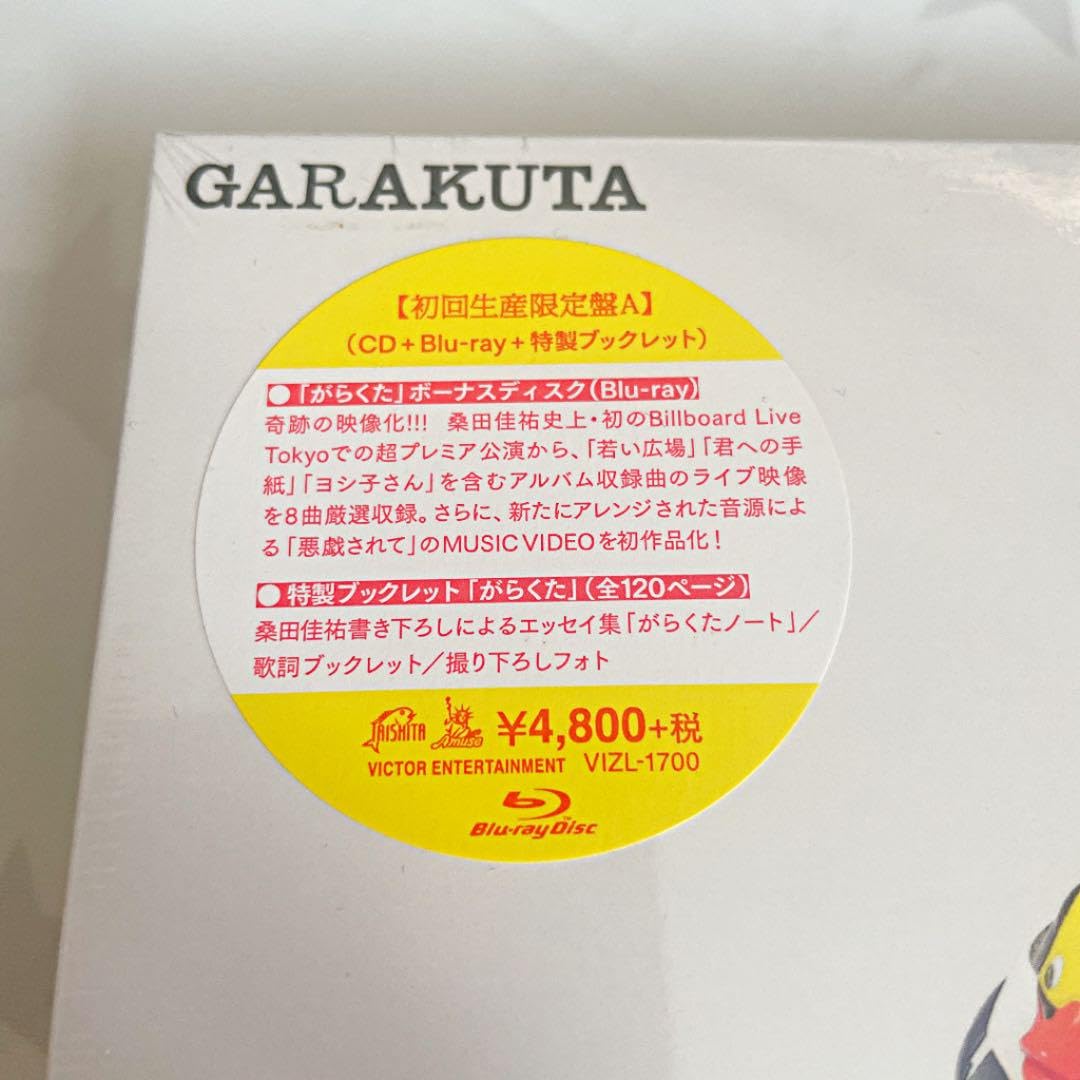 GARAKUTA
【初回生産限定盤A】
(CD+Blu-ray+特製ブックレット)
●「がらくた」ボーナスディスク(Blu-ray)
奇跡の映像化!!! 桑田佳祐史上・初のBillboard Live
Tokyoでの超プレミア公演から、「若い広場」「君への手
紙」「ヨシ子さん」を含むアルバム収録曲のライブ映像
を8曲厳選収録。さらに、新たにアレンジされた音源によ
る「悪戯されて」のMUSIC VIDEOを初作品化!
●特製ブックレット「がらくた」(全120ページ)
桑田佳祐書き下ろしによるエッセイ集「がらくたノート」/
歌詞ブックレット/撮り下ろしフォト
TAISHITA Amuse ¥4,800+税
VICTOR ENTERTAINMENT VIZL-1700
Blu-ray Disc™